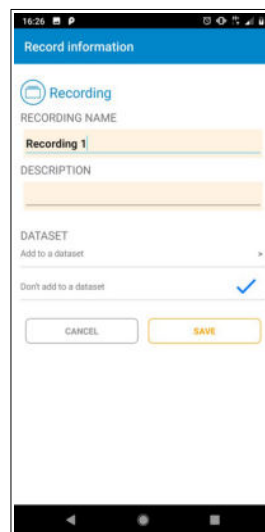 16:26
Record information
Recording
RECORDING NAME
Recording 1
DESCRIPTION
DATASET
Add to a dataset
Don't add to a dataset
CANCEL
SAVE